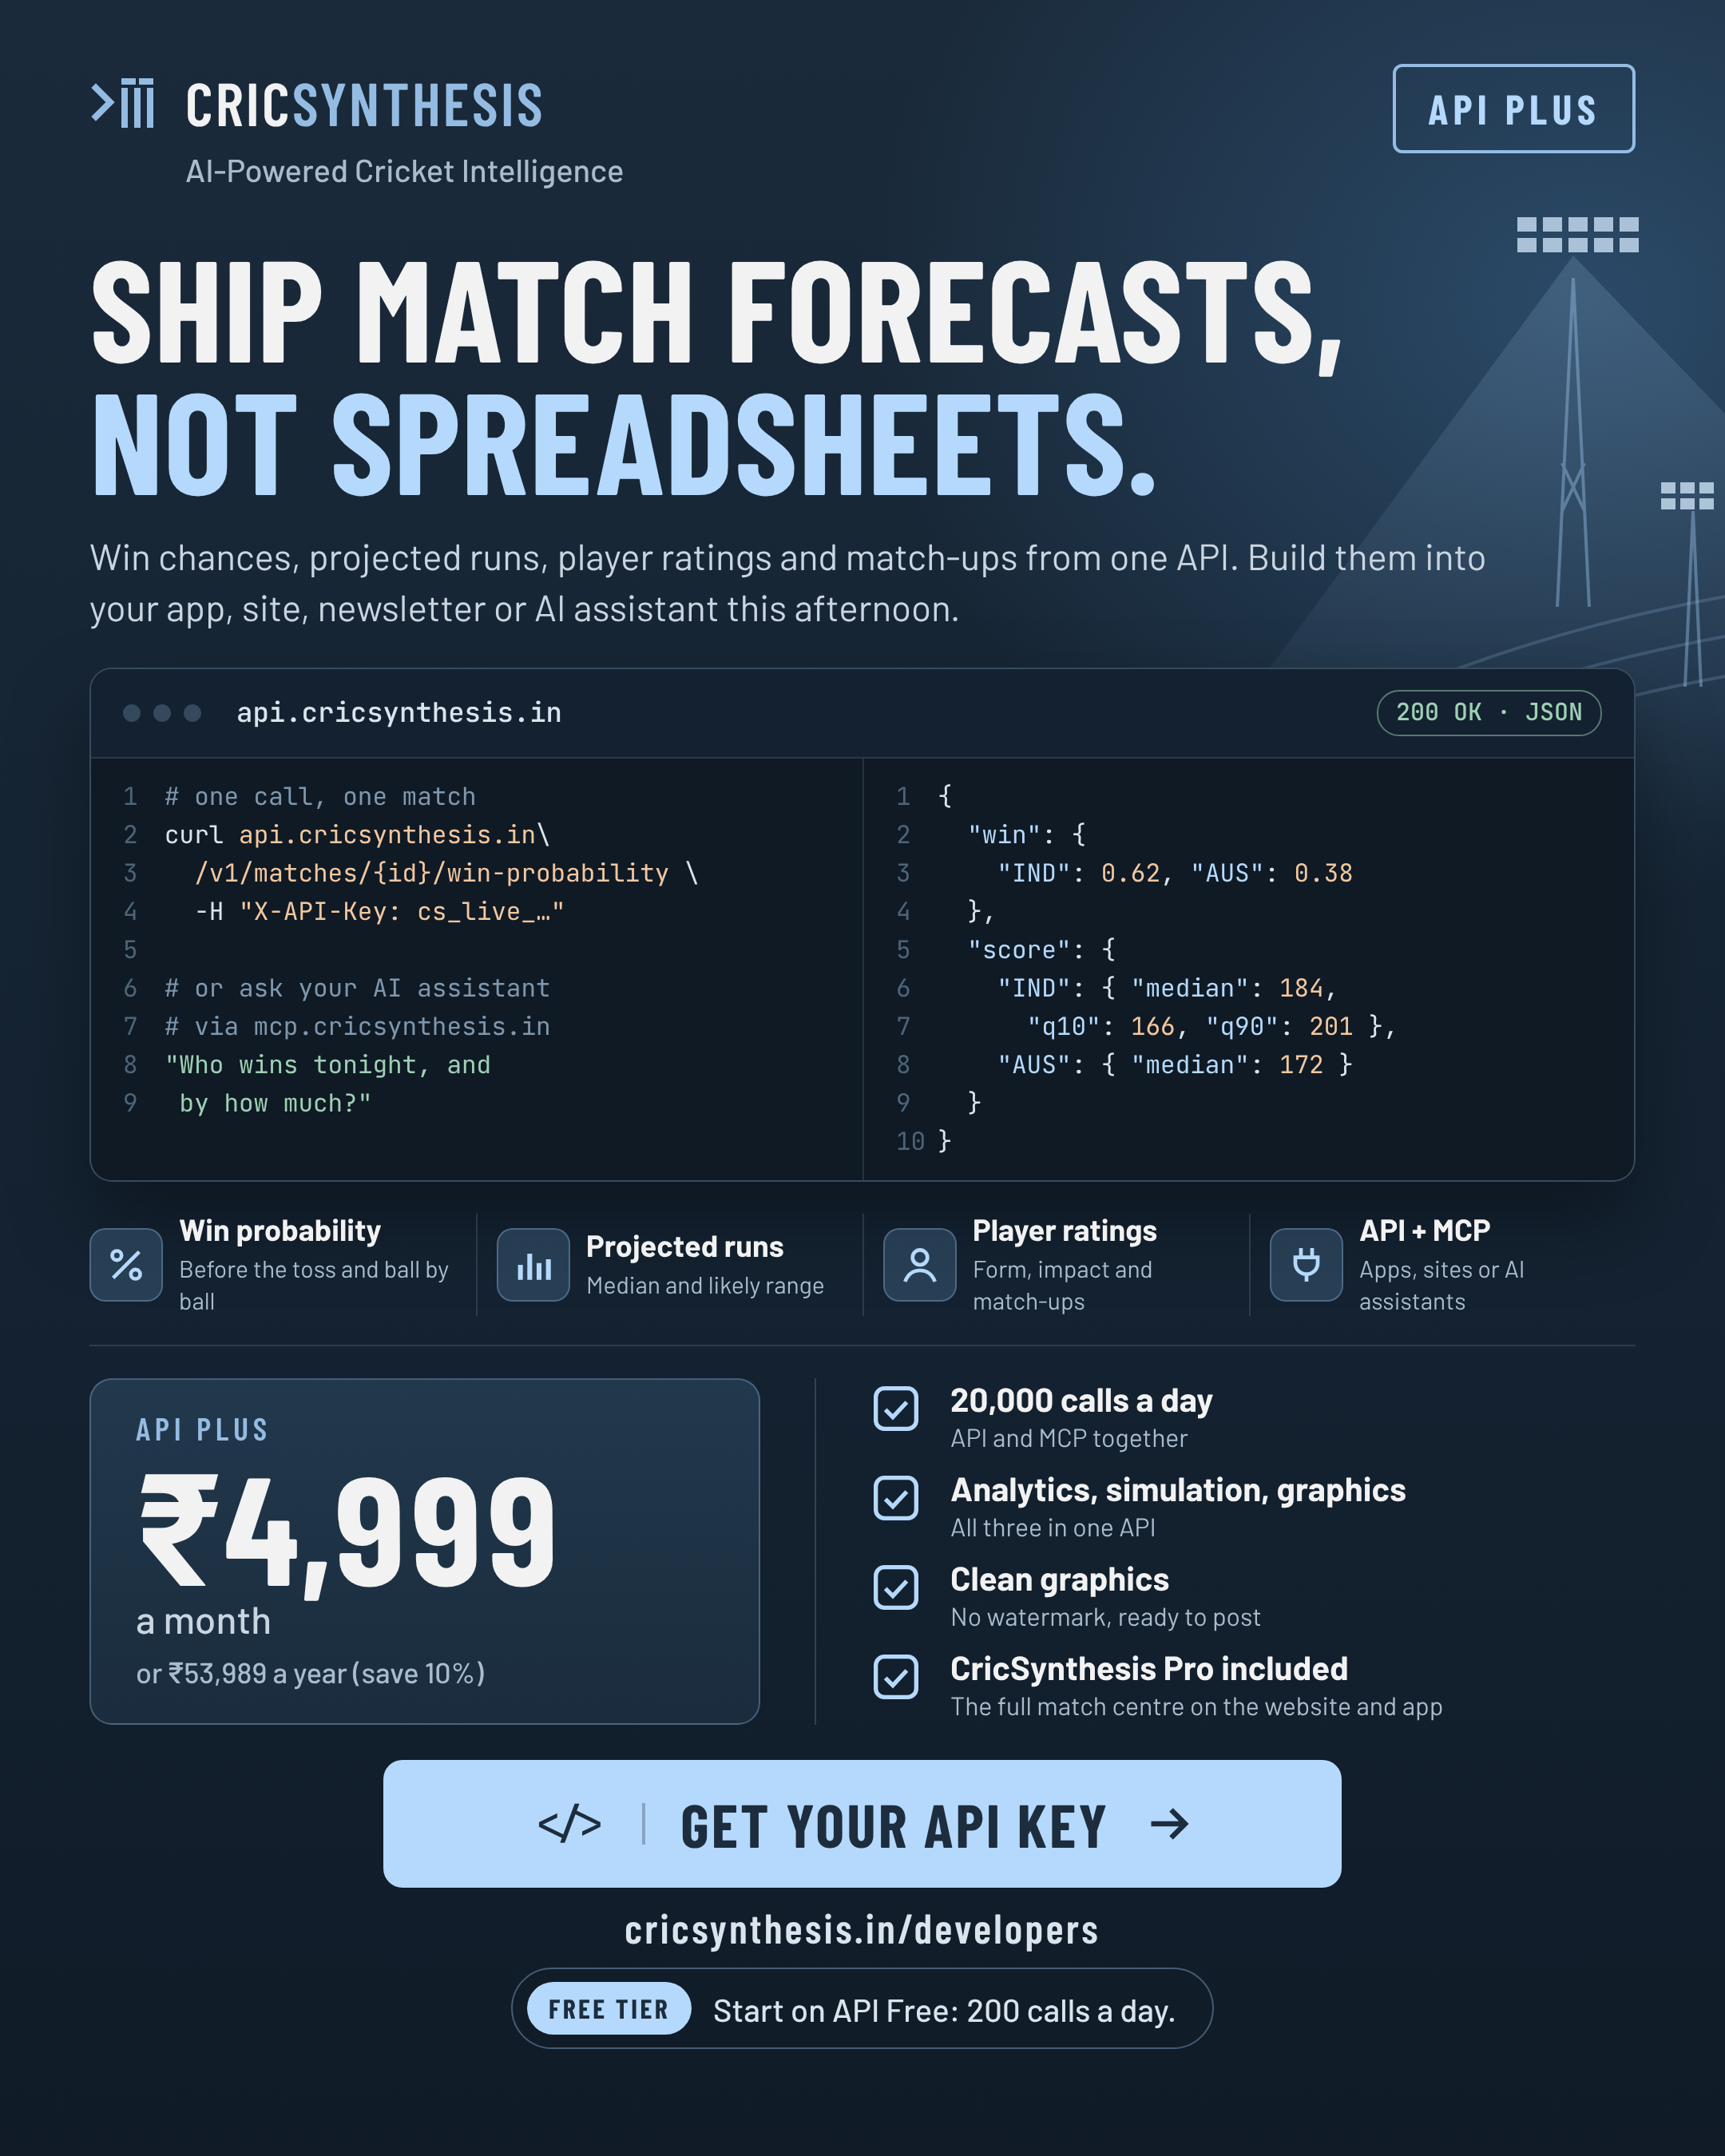 CRICSYNTHESIS
AI-Powered Cricket Intelligence
API PLUS
SHIP MATCH FORECASTS,
NOT SPREADSHEETS.
Win chances, projected runs, player ratings and match-ups from one API. Build them into
your app, site, newsletter or AI assistant this afternoon.
api.cricsynthesis.in
200 OK · JSON
1 # one call, one match
2 curl api.cricsynthesis.in\
3 /v1/matches/{id}/win-probability \
4 -H "X-API-Key: cs_live_…"
5
6 # or ask your AI assistant
7 # via mcp.cricsynthesis.in
8 "Who wins tonight, and
9 by how much?"
1 {
2 "win": {
3 "IND": 0.62, "AUS": 0.38
4 },
5 "score": {
6 "IND": { "median": 184,
7 "q10": 166, "q90": 201 },
8 "AUS": { "median": 172 }
9 }
10 }
Win probability
Before the toss and ball by
ball
Projected runs
Median and likely range
Player ratings
Form, impact and
match-ups
API + MCP
Apps, sites or AI
assistants
API PLUS
₹4,999
a month
or ₹53,989 a year (save 10%)
20,000 calls a day
API and MCP together
Analytics, simulation, graphics
All three in one API
Clean graphics
No watermark, ready to post
CricSynthesis Pro included
The full match centre on the website and app
</> | GET YOUR API KEY →
cricsynthesis.in/developers
FREE TIER Start on API Free: 200 calls a day.